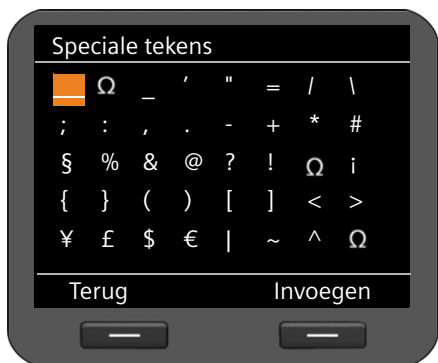 Speciale tekens
Ω _ ′ " = / \
; : , . - + * #
§ % & @ ? ! Ω ¡
{ } ( ) [ ] < >
¥ £ $ € | ~ ^ Ω
Terug Invoegen